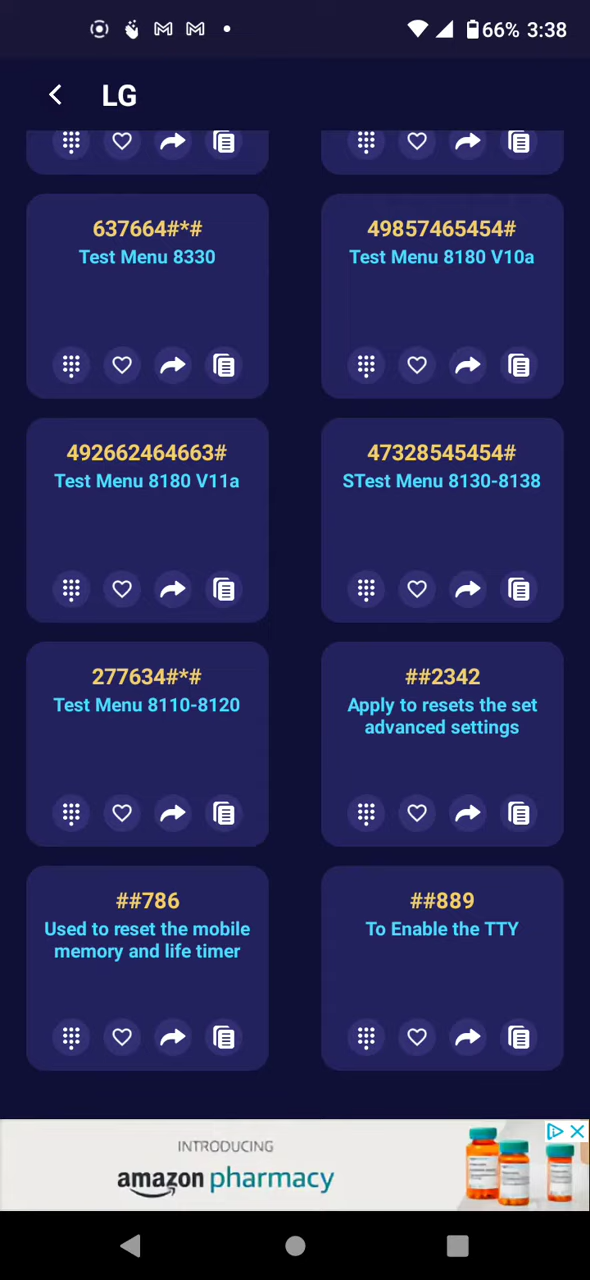 66% 3:38
LG
637664#*#
Test Menu 8330
49857465454#
Test Menu 8180 V10a
492662464663#
Test Menu 8180 V11a
47328545454#
STest Menu 8130-8138
277634#*#
Test Menu 8110-8120
##2342
Apply to resets the set
advanced settings
##786
Used to reset the mobile
memory and life timer
##889
To Enable the TTY
INTRODUCING
amazon pharmacy